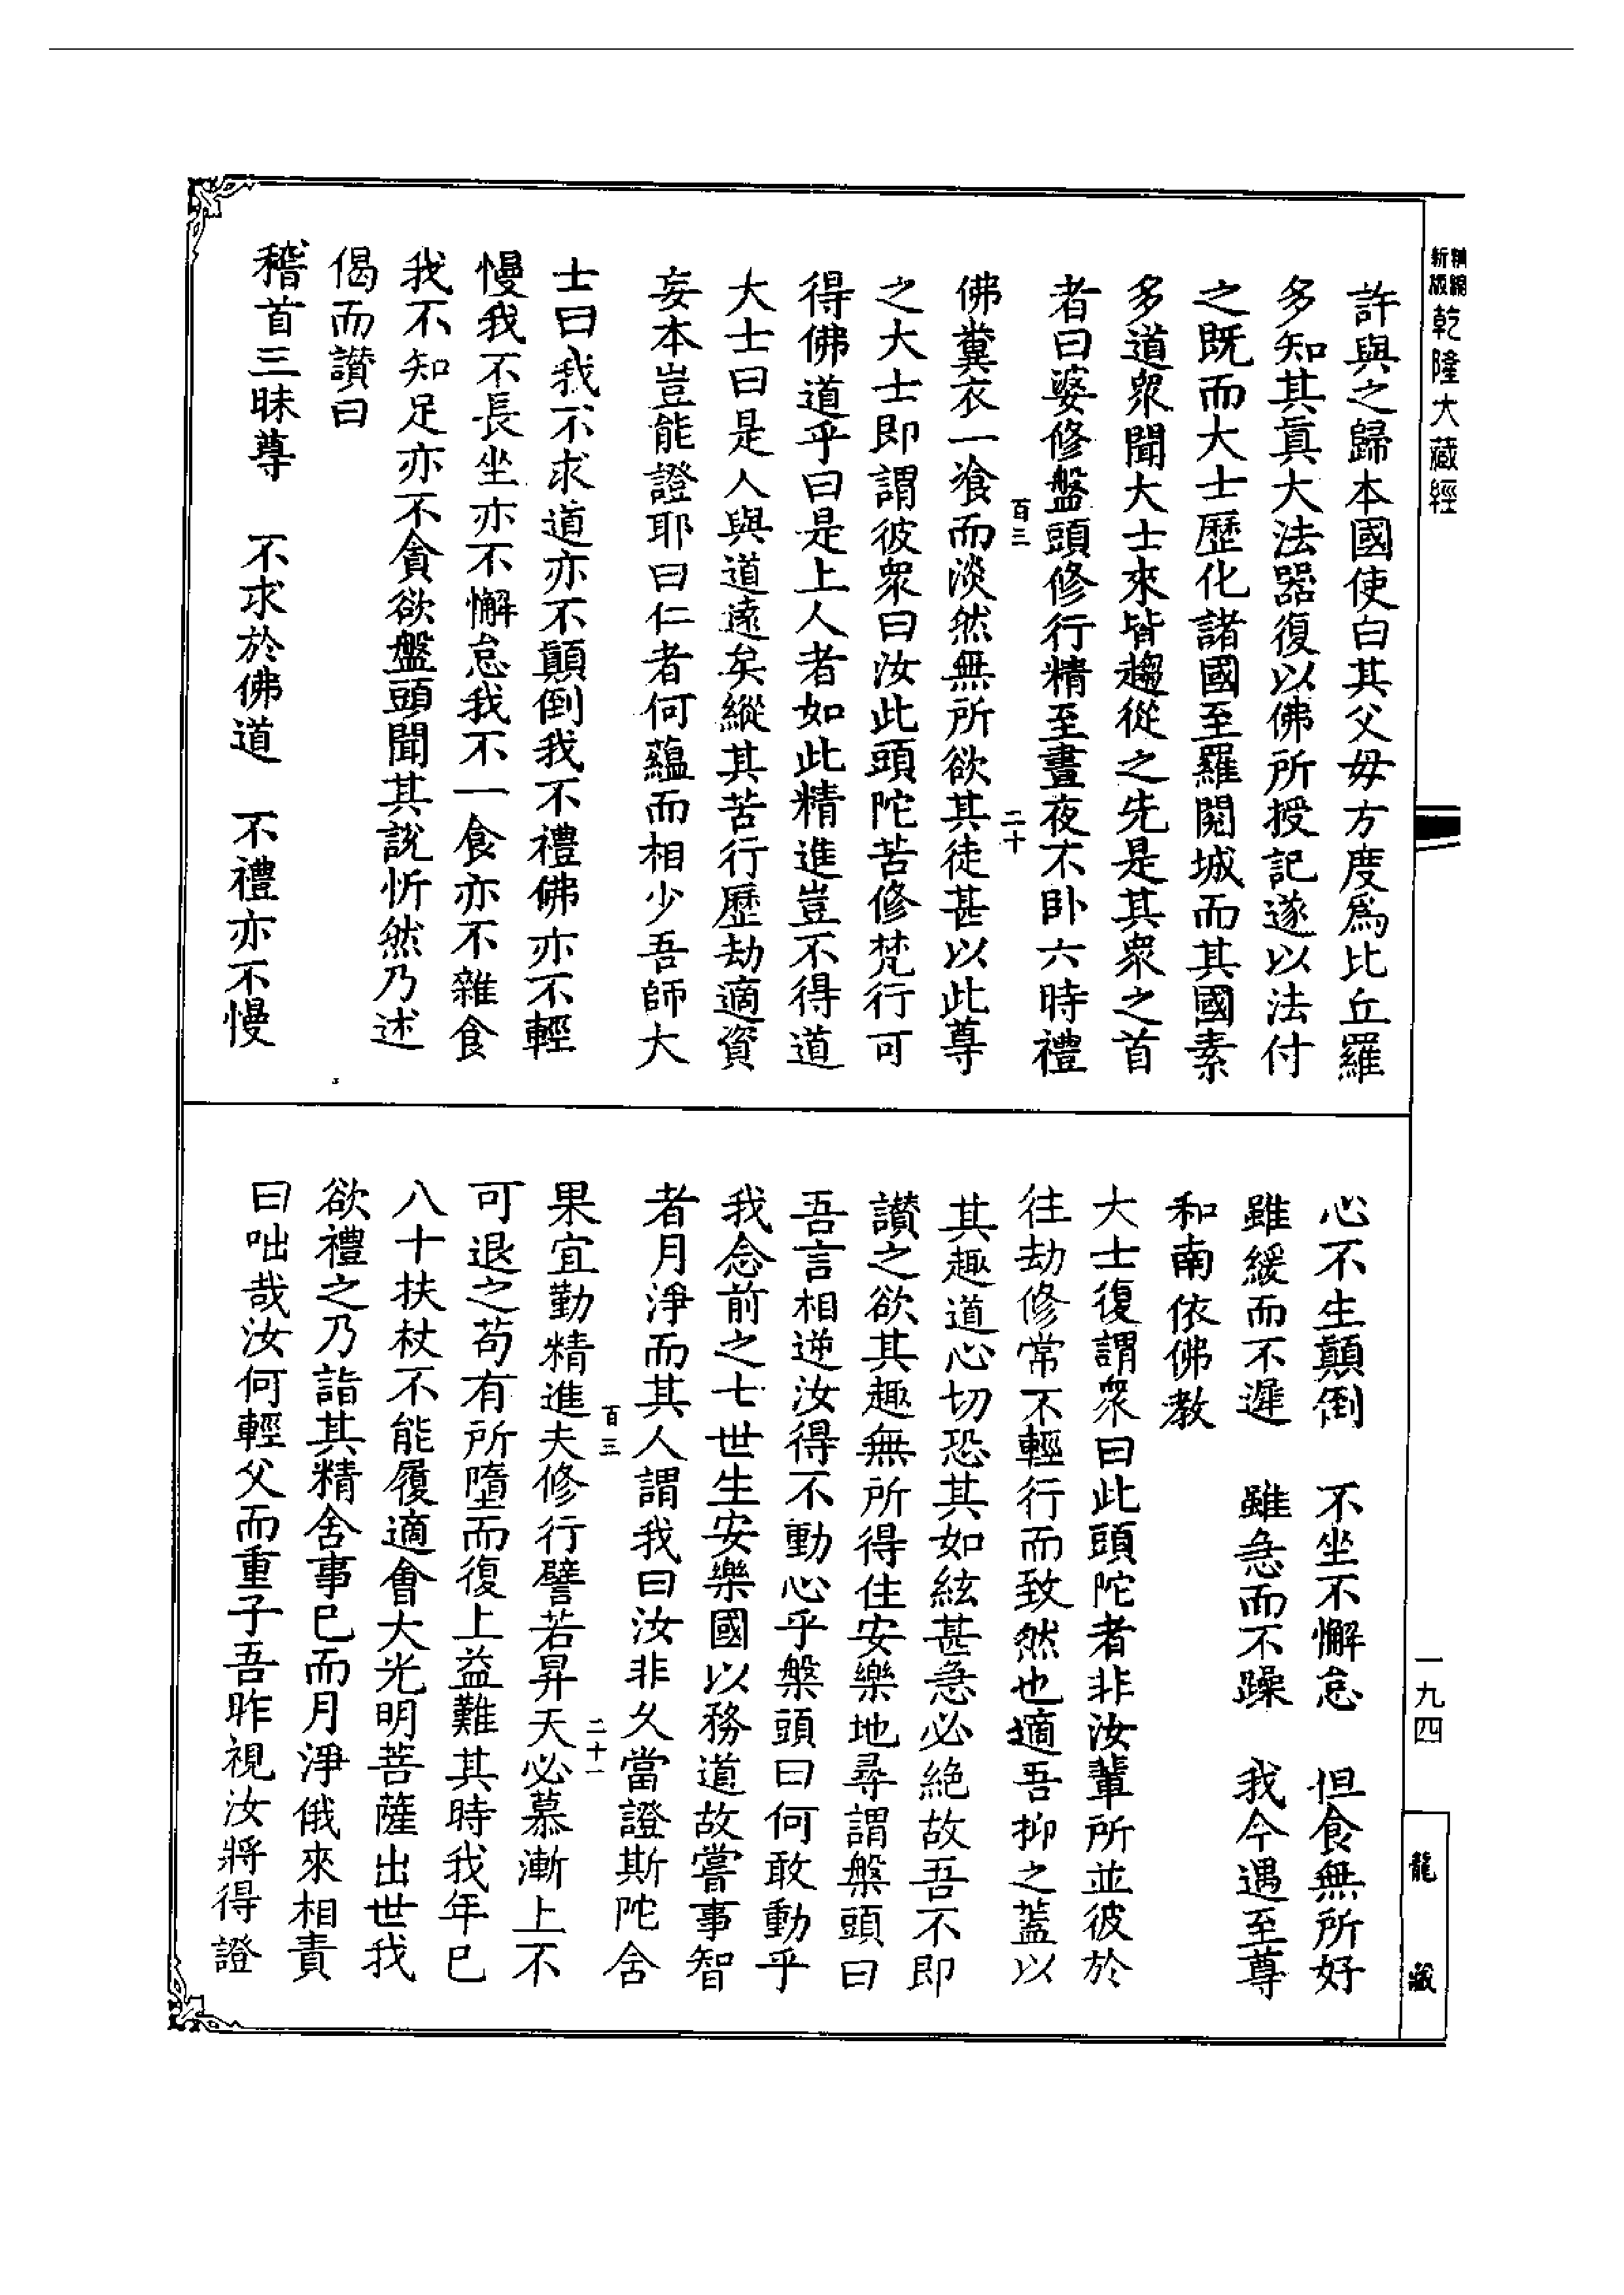 乾隆大藏經
許與之歸本國使白其父毋方度為比丘羅
多知其眞大法器復以佛所授記遂以法付
之既而大士歷化諸國至羅閱城而其國素
多道眾聞大士來皆趨從之先是其眾之首
者曰婆修盤頭修行精至晝夜不卧六時禮
百三
二十
佛糞衣一飡而淡然無所欲其徒甚以此尊
之大士即謂彼眾曰汝此頭陀苦修梵行可
得佛道乎曰是上人者如此精進豈不得道
大士曰是人與道遠矣縱其苦行歷劫適資
妄本豈能證耶曰仁者何蘊而相少吾師大
士曰我不求道亦不顛倒我不禮佛亦不輕
慢我不長坐亦不懈怠我不一食亦不雜食
我不知足亦不貪欲盤頭聞其說忻然乃述
偈而讚曰
稽首三昧尊　不求於佛道　不禮亦不慢
心不生顛倒　不坐不懈怠　但食無所好
雖緩而不遲　雖急而不躁　我今遇至尊
和南依佛教
大士復謂眾曰此頭陀者非汝輩所並彼於
往劫修常不輕行而致然也適吾抑之蓋以
其趣道心切恐其如絃甚急必絕故吾不即
讚之欲其趣無所得住安樂地尋謂槃頭曰
吾言相逆汝得不動心乎槃頭曰何敢動乎
我念前之七世生安樂國以務道故嘗事智
者月淨而其人謂我曰汝非久當證斯陀舍
百三
二十一
果宜勤精進夫修行譬若昇天必慕漸上不
可退之苟有所墮而復上益難其時我年巳
八十扶杖不能履適會大光明菩薩出世我
欲禮之乃詣其精舍事巳而月淨俄來相責
曰咄哉汝何輕父而重子吾昨視汝將得證
一九四
龍藏